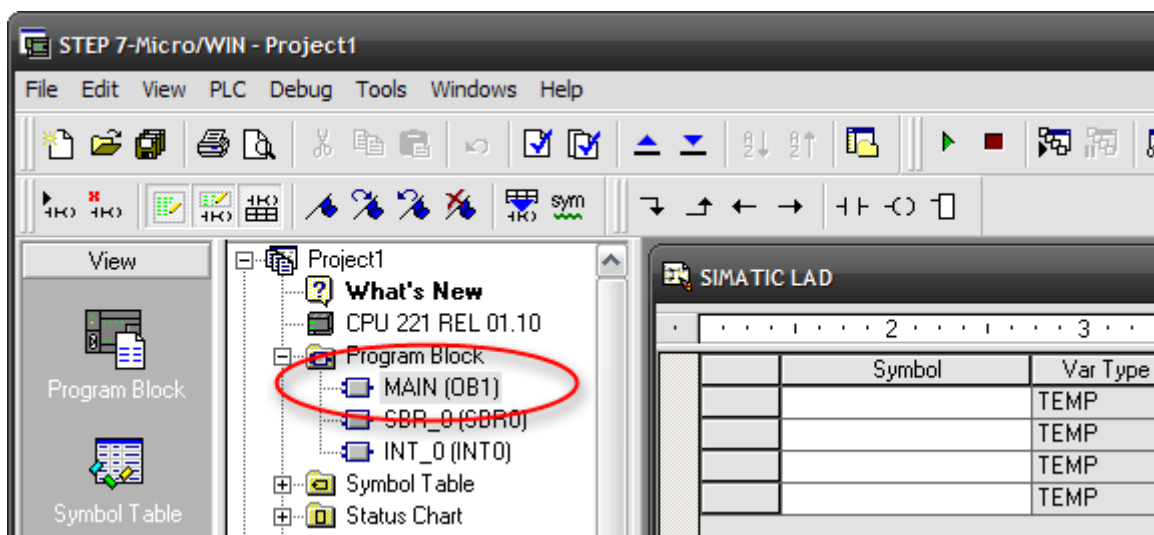 STEP 7-Micro/WIN - Project1
File Edit View PLC Debug Tools Windows Help
sym
View
Program Block
Symbol Table
Project1
What's New
CPU 221 REL 01.10
Program Block
MAIN (OB1)
SBR_0 (SBR0)
INT_0 (INT0)
Symbol Table
Status Chart
SIMATIC LAD
2 3
Symbol Var Type
TEMP
TEMP
TEMP
TEMP